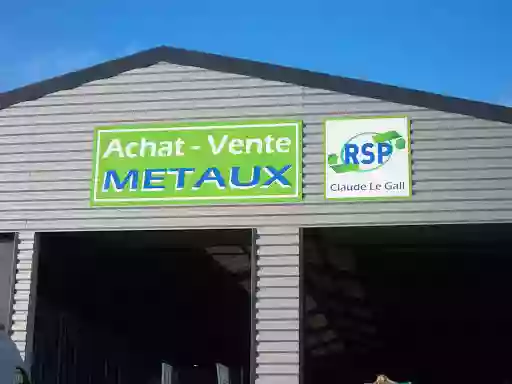 Achat - Vente
METAUX
RSP
Claude Le Gall